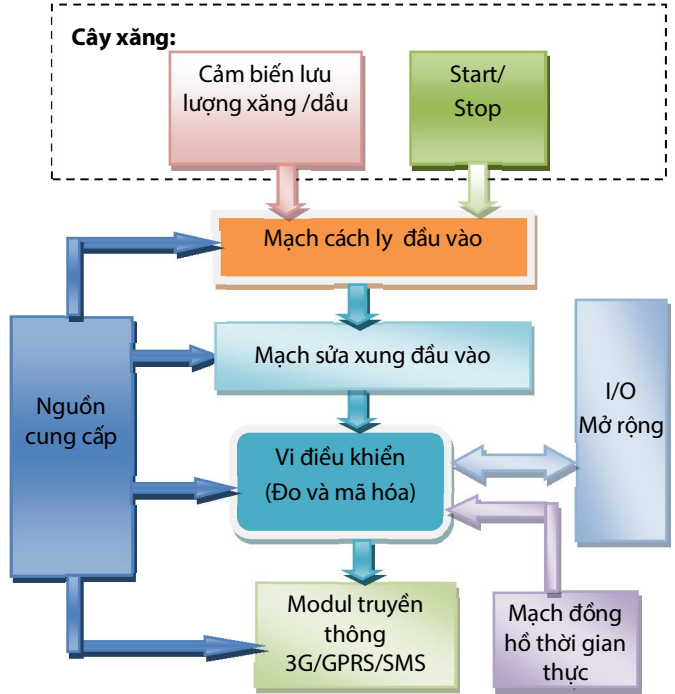 Cây xăng:
Cảm biến lưu
lượng xăng /dầu
Start/
Stop
Mạch cách ly đầu vào
Mạch sửa xung đầu vào
Nguồn
cung cấp
I/O
Mở rộng
Vi điều khiển
(Đo và mã hóa)
Modul truyền
thông
3G/GPRS/SMS
Mạch đồng
hồ thời gian
thực